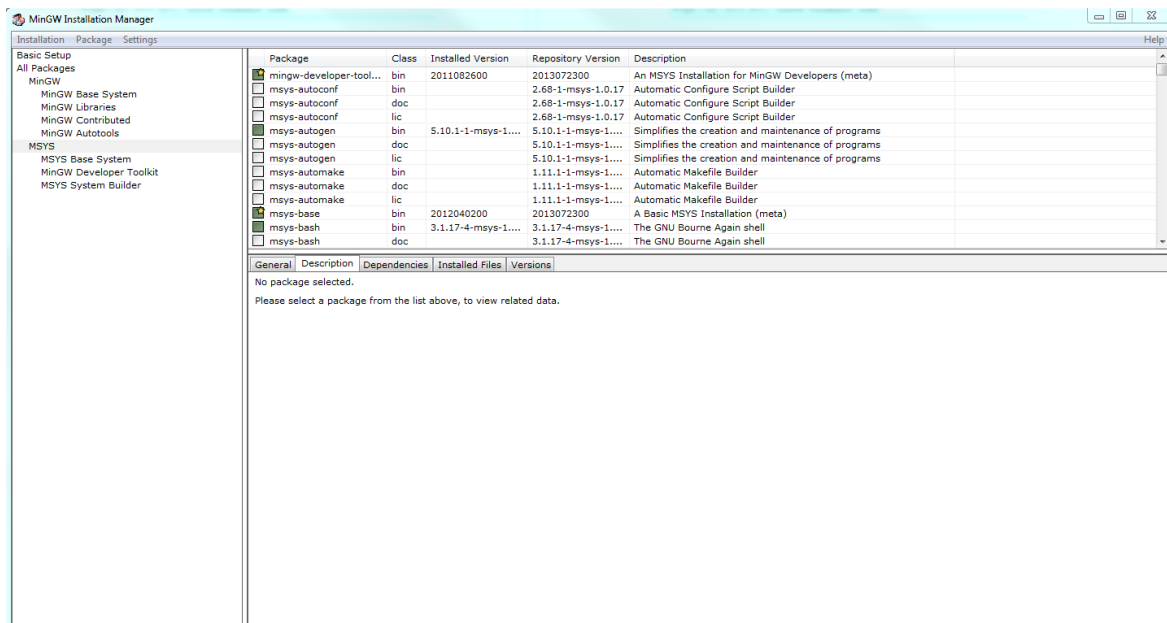 MinGW Installation Manager
Installation Package Settings Help
Basic Setup
All Packages
MinGW
MinGW Base System
MinGW Libraries
MinGW Contributed
MinGW Autotools
MSYS
MSYS Base System
MinGW Developer Toolkit
MSYS System Builder
Package Class Installed Version Repository Version Description
mingw-developer-tool... bin 2011082600 2013072300 An MSYS Installation for MinGW Developers (meta)
msys-autoconf bin 2.68-1-msys-1.0.17 Automatic Configure Script Builder
msys-autoconf doc 2.68-1-msys-1.0.17 Automatic Configure Script Builder
msys-autoconf lic 2.68-1-msys-1.0.17 Automatic Configure Script Builder
msys-autogen bin 5.10.1-1-msys-1.... 5.10.1-1-msys-1.... Simplifies the creation and maintenance of programs
msys-autogen doc 5.10.1-1-msys-1.... Simplifies the creation and maintenance of programs
msys-autogen lic 5.10.1-1-msys-1.... Simplifies the creation and maintenance of programs
msys-automake bin 1.11.1-1-msys-1.... Automatic Makefile Builder
msys-automake doc 1.11.1-1-msys-1.... Automatic Makefile Builder
msys-automake lic 1.11.1-1-msys-1.... Automatic Makefile Builder
msys-base bin 2012040200 2013072300 A Basic MSYS Installation (meta)
msys-bash bin 3.1.17-4-msys-1.... 3.1.17-4-msys-1.... The GNU Bourne Again shell
msys-bash doc 3.1.17-4-msys-1.... The GNU Bourne Again shell
General Description Dependencies Installed Files Versions
No package selected.
Please select a package from the list above, to view related data.